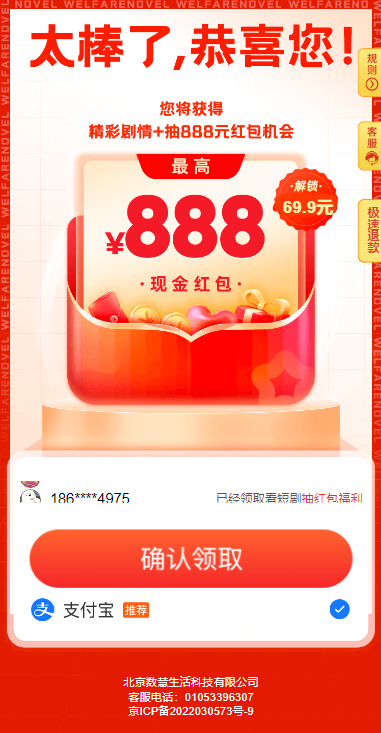 NOVEL WELFARENOVEL WELFARENOVEL WELFARENOVEL
太棒了,恭喜您!
规则
您将获得
精彩剧情+抽888元红包机会
客服
最高
·解锁·
69.9元
¥888
极速退款
·现金红包·
186****4975
已经领取看短剧抽红包福利
确认领取
支付宝 推荐
北京数慧生活科技有限公司
客服电话：01053396307
京ICP备2022030573号-9